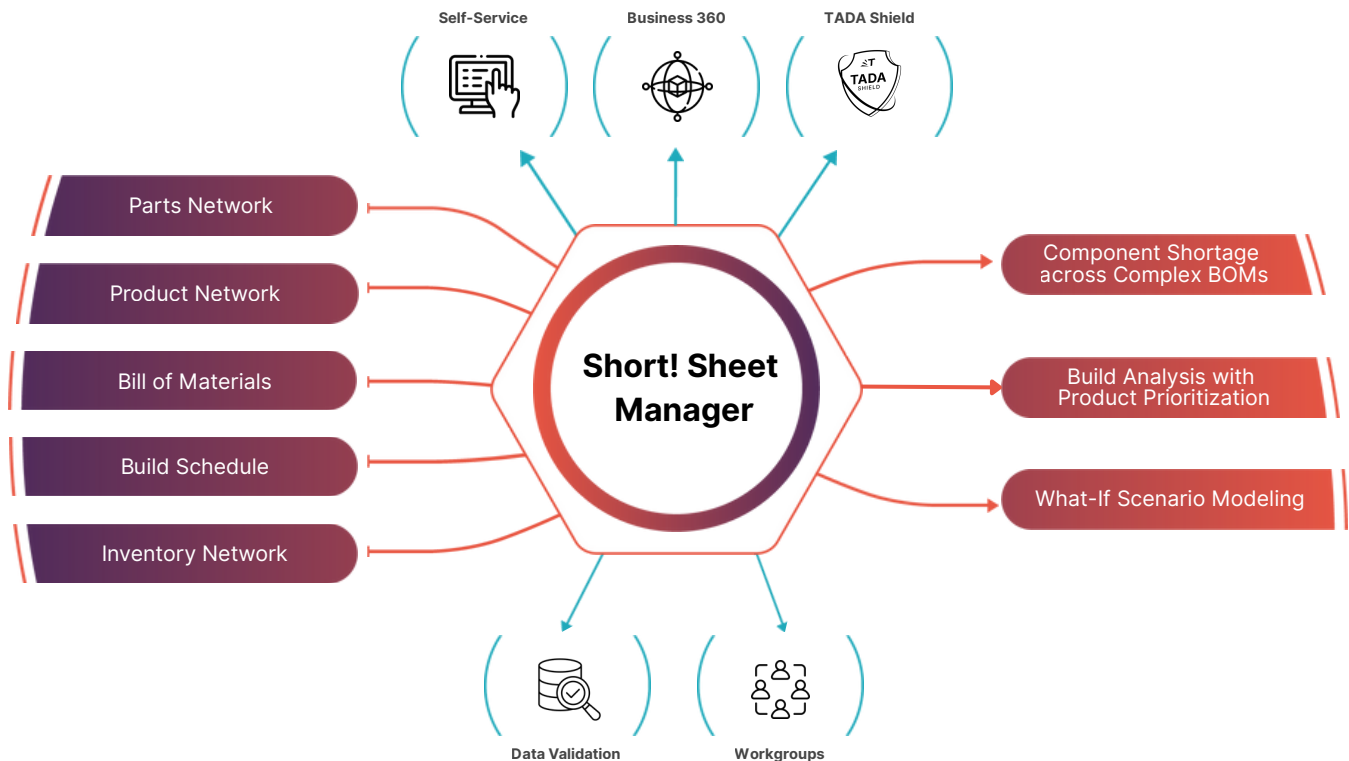 Self-Service
Business 360
TADA Shield
T
TADA
SHIELD
Parts Network
Product Network
Bill of Materials
Build Schedule
Inventory Network
Short! Sheet
Manager
Component Shortage
across Complex BOMs
Build Analysis with
Product Prioritization
What-If Scenario Modeling
Data Validation
Workgroups